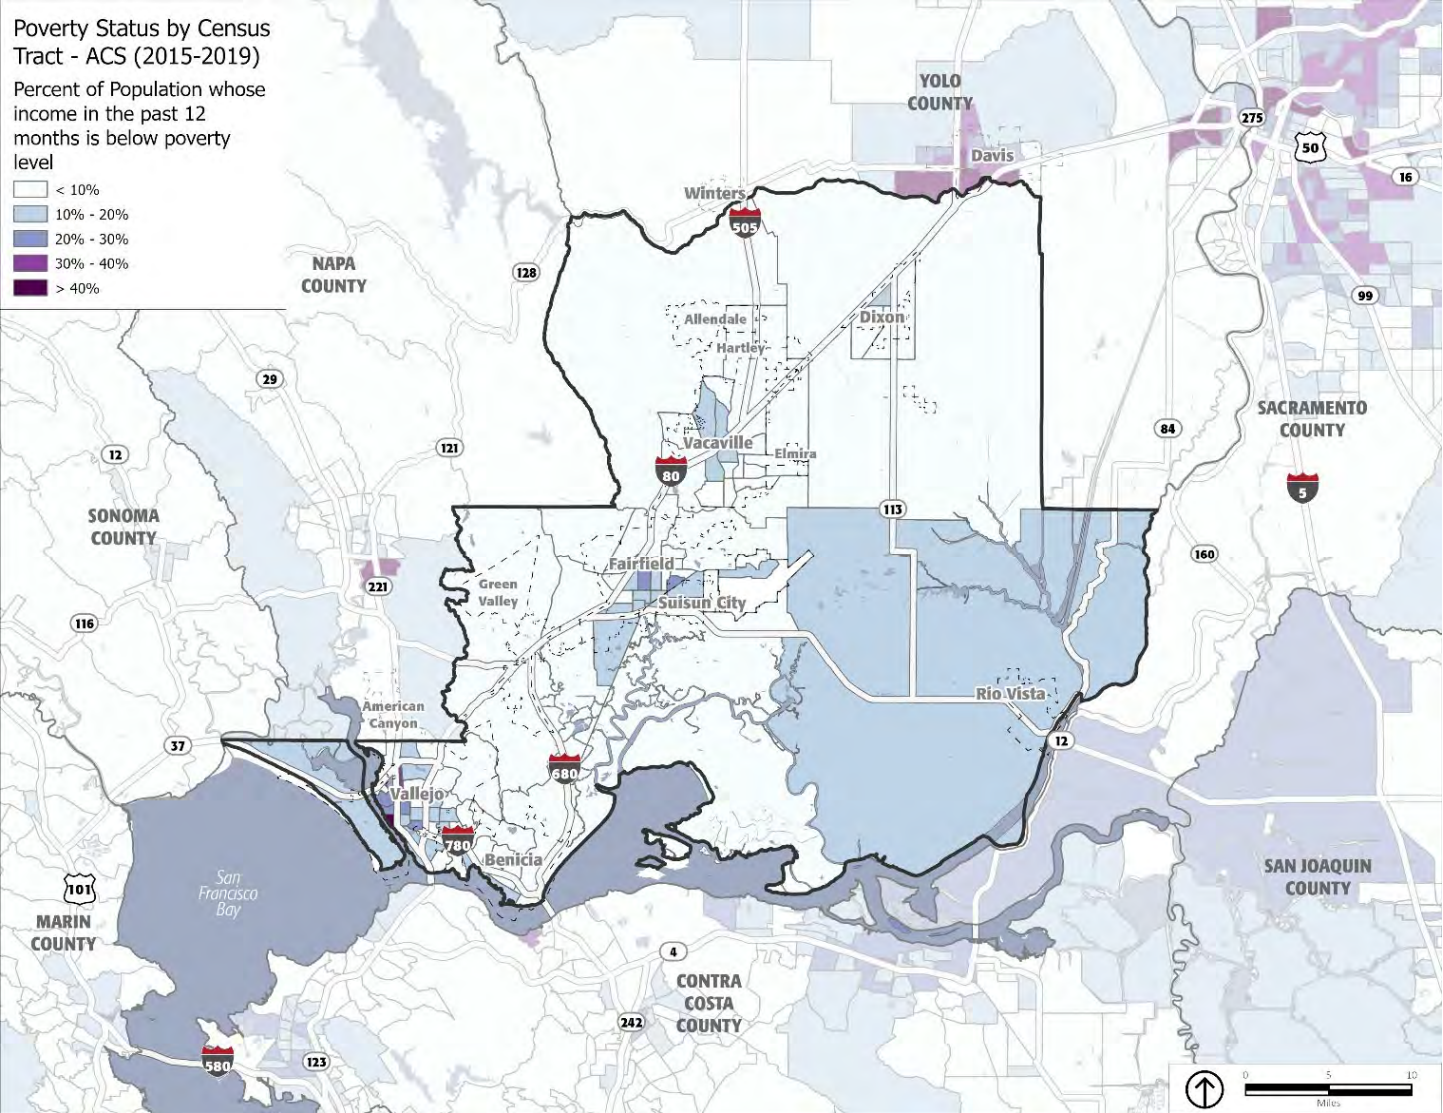 Poverty Status by Census
Tract - ACS (2015-2019)
Percent of Population whose
income in the past 12
months is below poverty
level
< 10%
10% - 20%
20% - 30%
30% - 40%
> 40%
YOLO
COUNTY
Davis
275
50
16
Winters
505
NAPA
COUNTY
128
99
Allendale
Dixon
Hartley
29
SACRAMENTO
COUNTY
84
12
121
Vacaville
Elmira
80
5
SONOMA
COUNTY
113
160
Fairfield
221
Green
Valley
Suisun City
116
Rio Vista
American
Canyon
37
12
680
Vallejo
780
Benicia
San
Francisco
Bay
101
SAN JOAQUIN
COUNTY
MARIN
COUNTY
4
CONTRA
COSTA
COUNTY
242
580
123
0 5 10
Miles